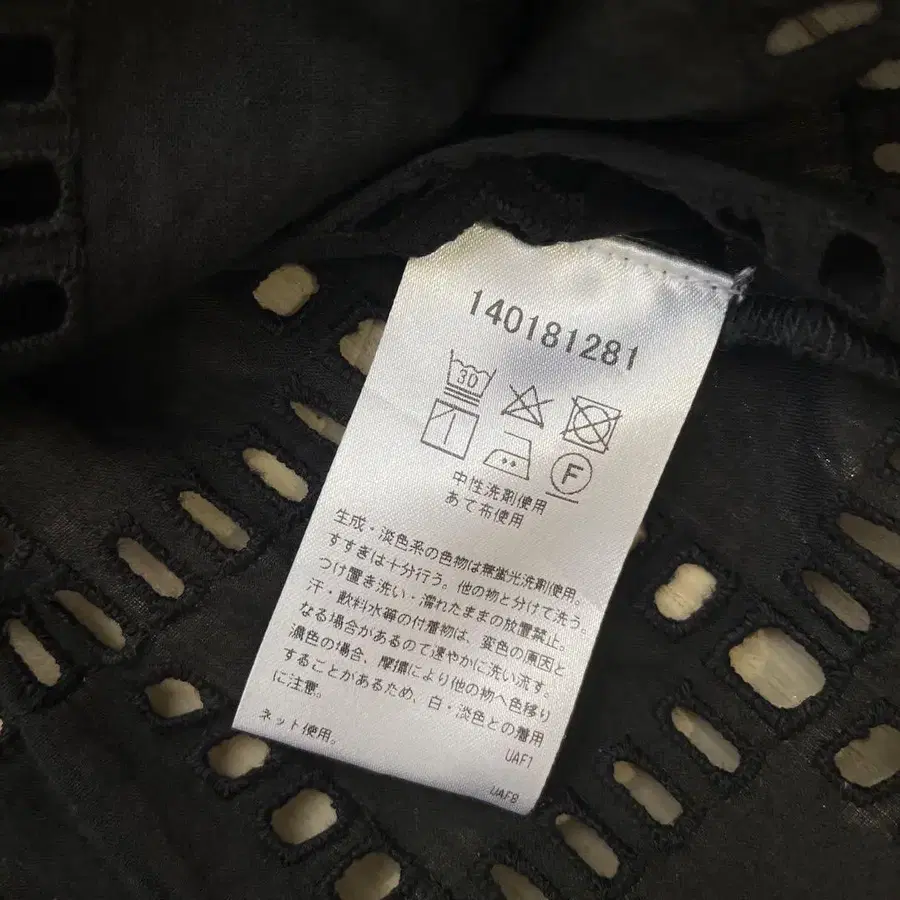 140181281
30
F
中性洗剤使用
あて布使用
生成・淡色系の色物は無蛍光洗剤使用。
すすぎは十分行う。他の物と分けて洗う。
つけ置き洗い・濡れたままの放置禁止。
汗・飲料水等の付着物は、変色の原因と
なる場合があるので速やかに洗い流す。
濃色の場合、摩擦により他の物へ色移り
することがあるため、白・淡色との着用
に注意。
ネット使用。
UAF1
UAF8